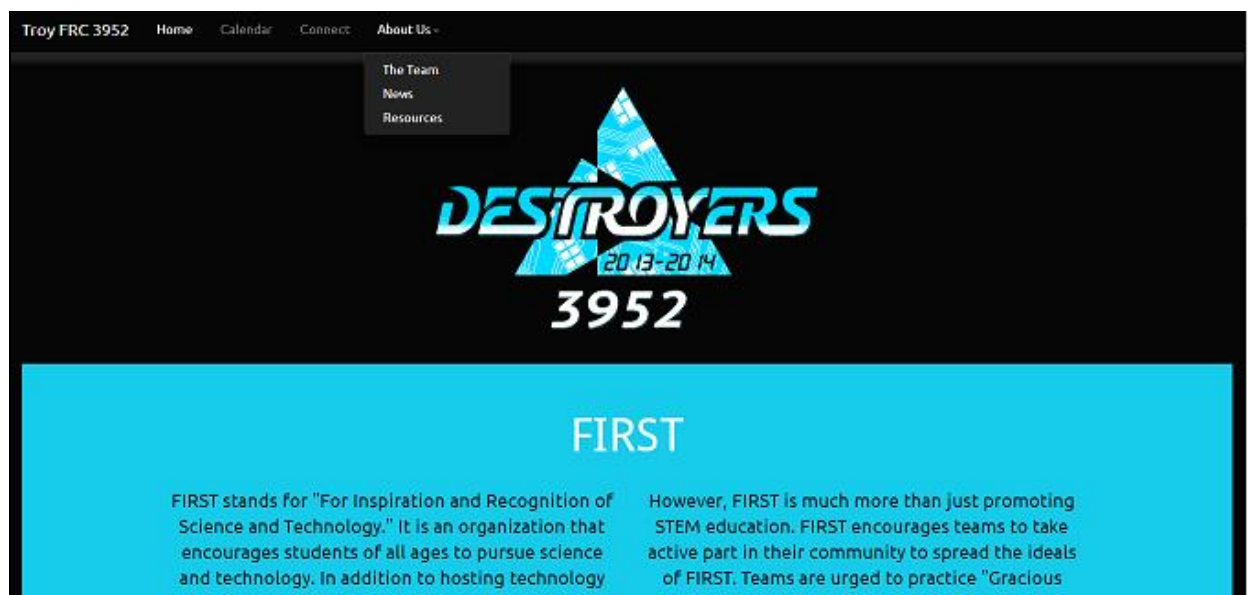 Troy FRC 3952 Home Calendar Connect About Us
The Team
News
Resources
DESTROYERS
2013-2014
3952
FIRST
FIRST stands for "For Inspiration and Recognition of
Science and Technology." It is an organization that
encourages students of all ages to pursue science
and technology. In addition to hosting technology
However, FIRST is much more than just promoting
STEM education. FIRST encourages teams to take
active part in their community to spread the ideals
of FIRST. Teams are urged to practice "Gracious